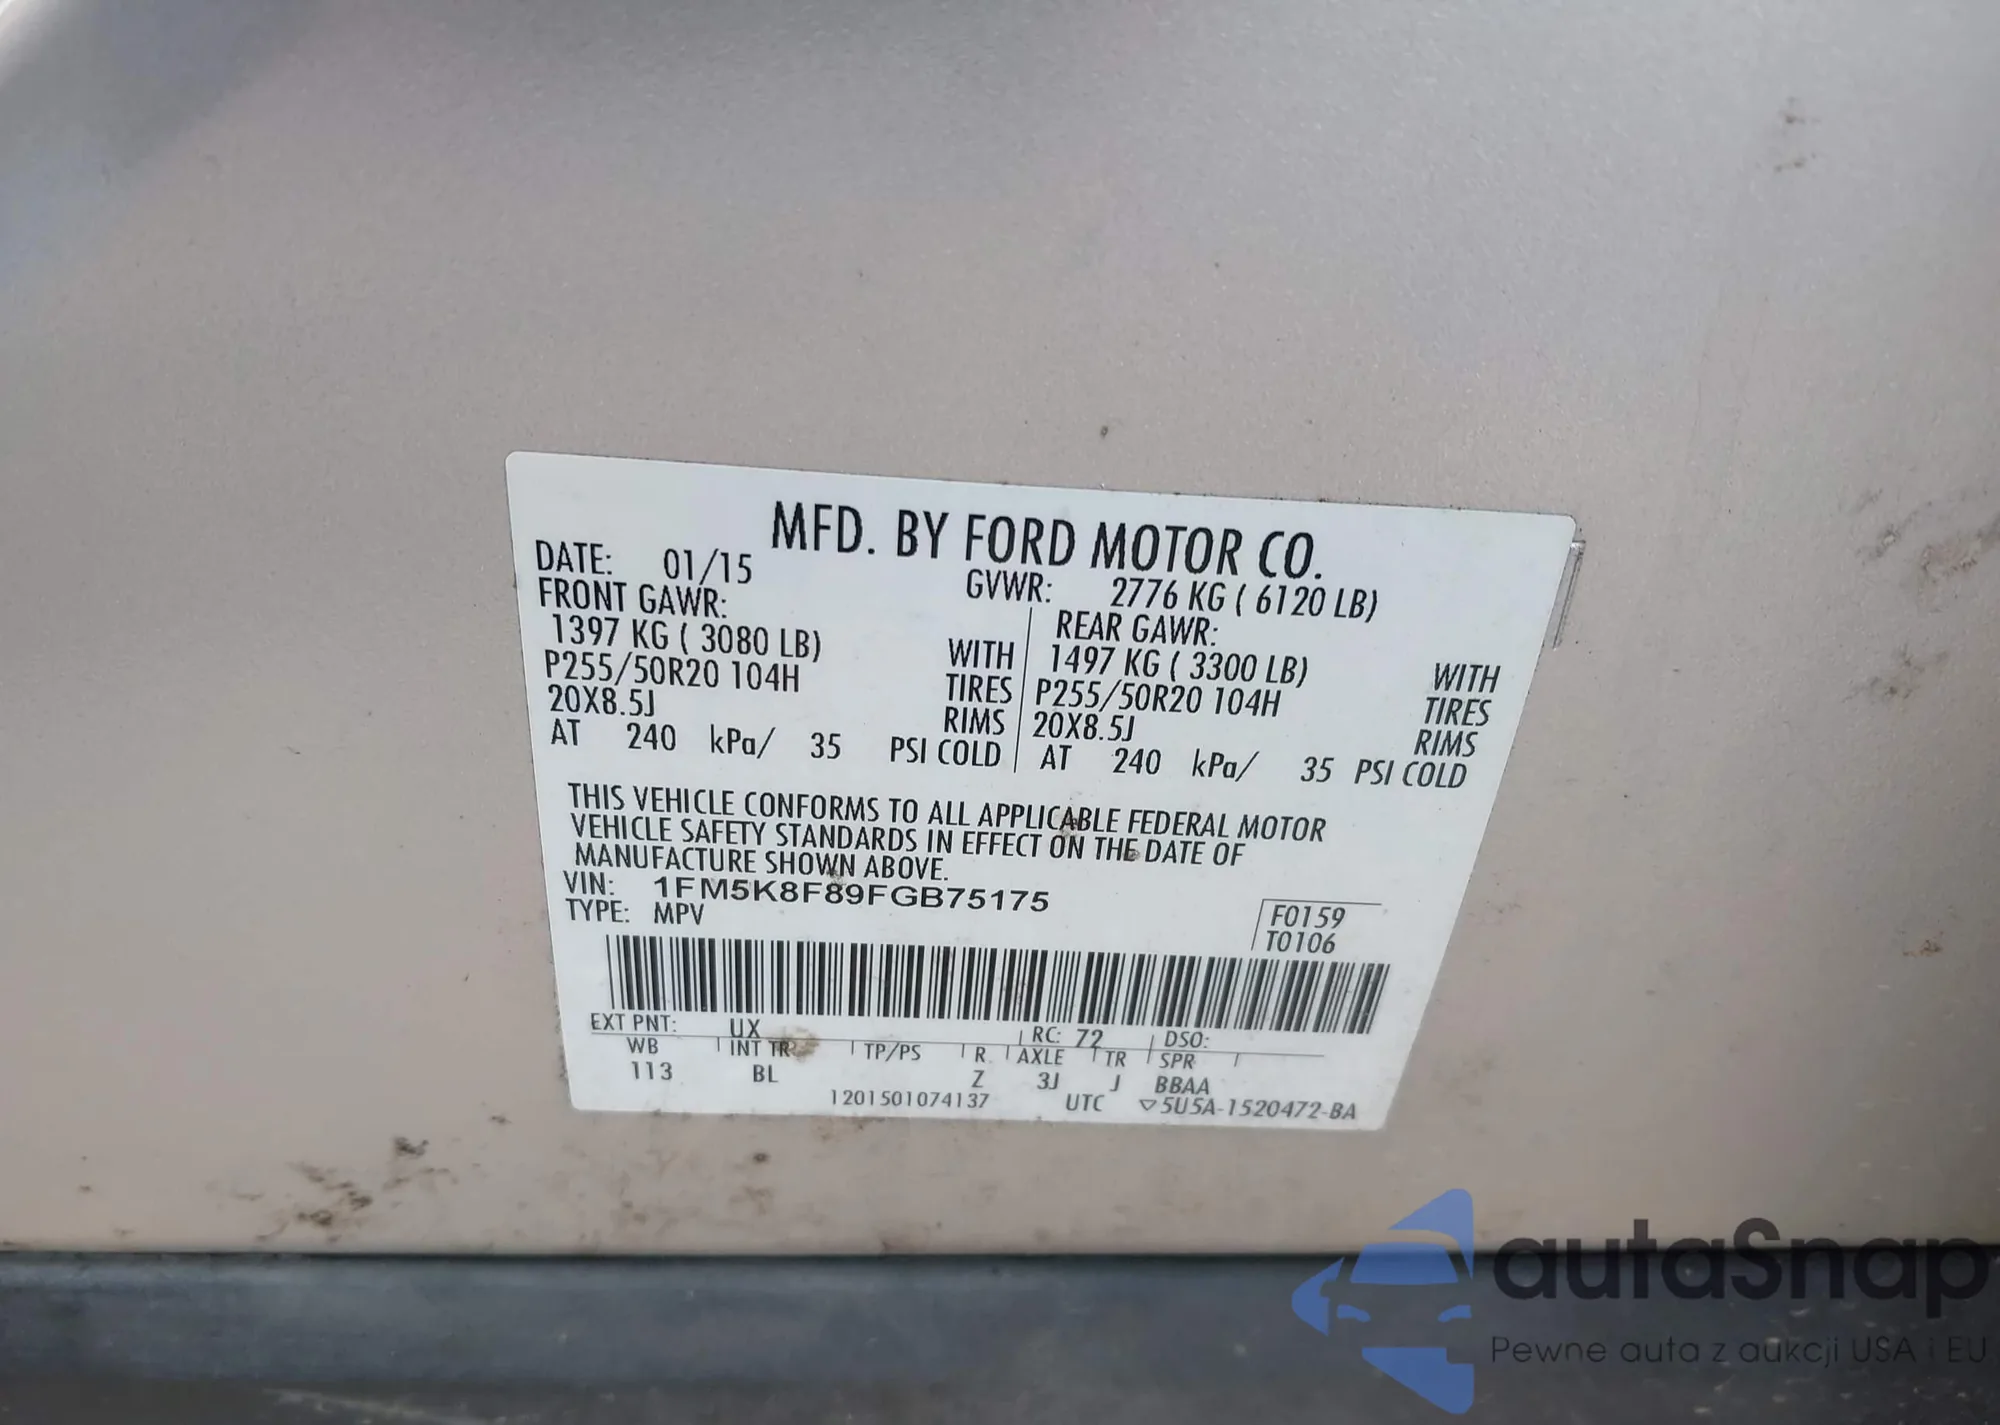 MFD. BY FORD MOTOR CO.
DATE: 01/15 GVWR: 2776 KG ( 6120 LB)
FRONT GAWR: REAR GAWR:
1397 KG ( 3080 LB) WITH 1497 KG ( 3300 LB) WITH
P255/50R20 104H TIRES P255/50R20 104H TIRES
20X8.5J RIMS 20X8.5J RIMS
AT 240 kPa/ 35 PSI COLD AT 240 kPa/ 35 PSI COLD
THIS VEHICLE CONFORMS TO ALL APPLICABLE FEDERAL MOTOR
VEHICLE SAFETY STANDARDS IN EFFECT ON THE DATE OF
MANUFACTURE SHOWN ABOVE.
VIN: 1FM5K8F89FGB75175
TYPE: MPV
F0159
T0106
EXT PNT: UX RC: 72 DSO:
WB INT TR TP/PS R. AXLE TR SPR
113 BL Z 3J J BBAA
1201501074137 UTC ▽5U5A-1520472-BA
autaSnap
Pewne auta z aukcji USA i EU